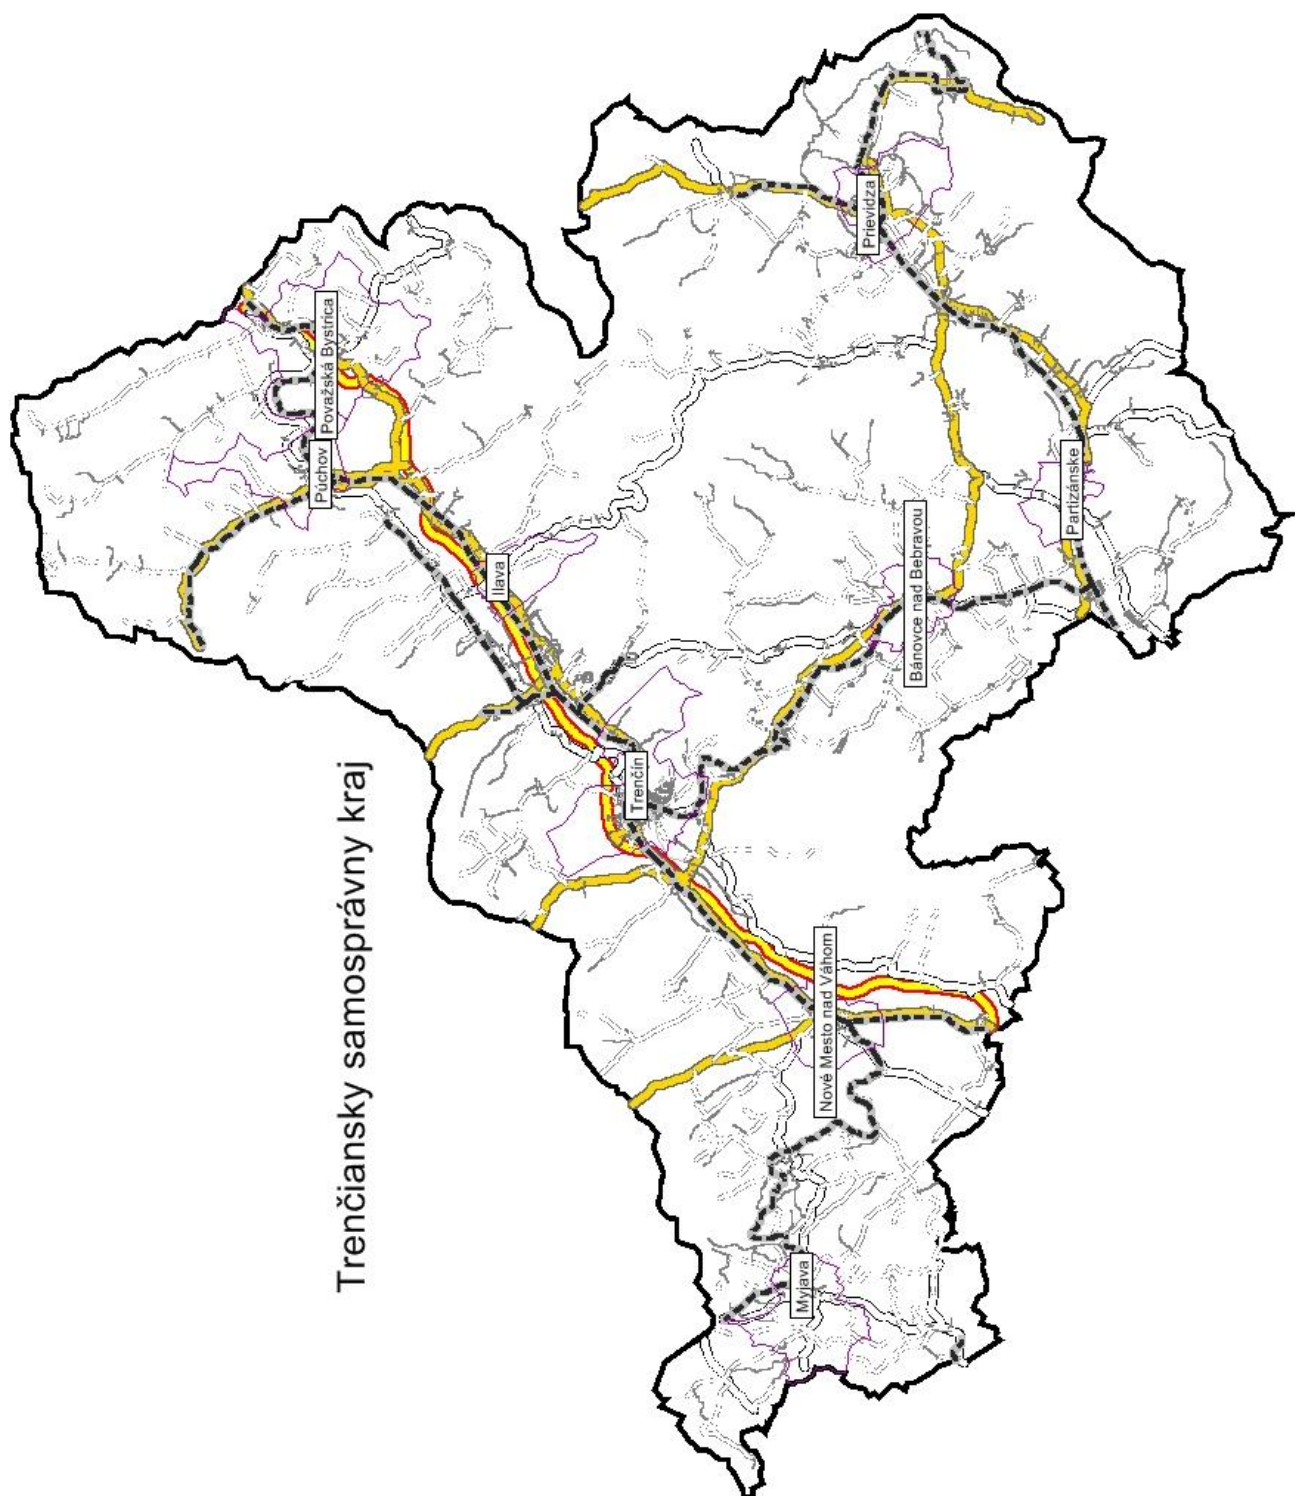 Trenčiansky samosprávny kraj
Považská Bystrica
Púchov
Ilava
Prievidza
Partizánske
Bánovce nad Bebravou
Trenčín
Nové Mesto nad Váhom
Myjava